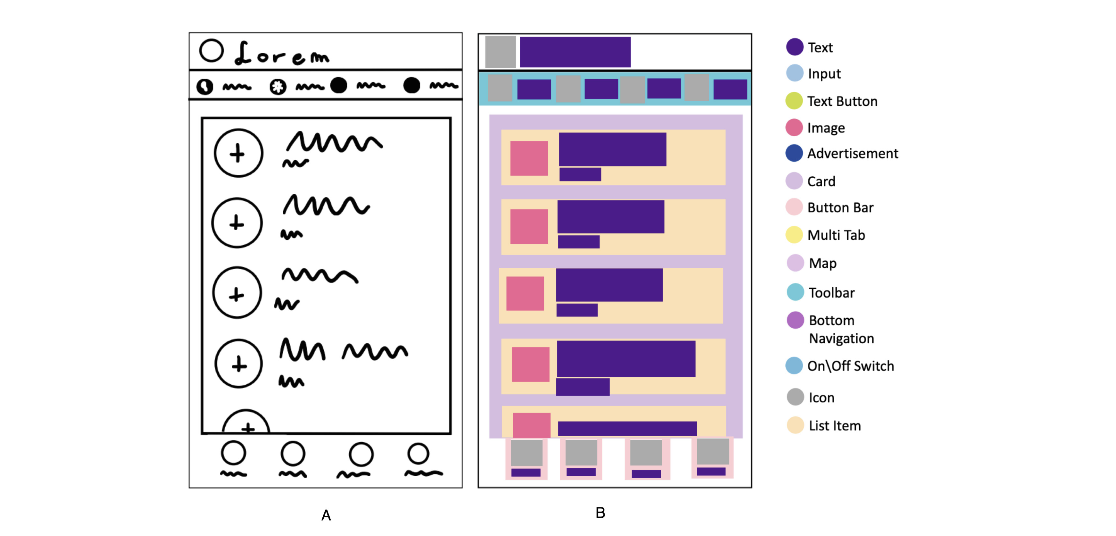 Lorem
A
B
Text
Input
Text Button
Image
Advertisement
Card
Button Bar
Multi Tab
Map
Toolbar
Bottom
Navigation
On\Off Switch
Icon
List Item